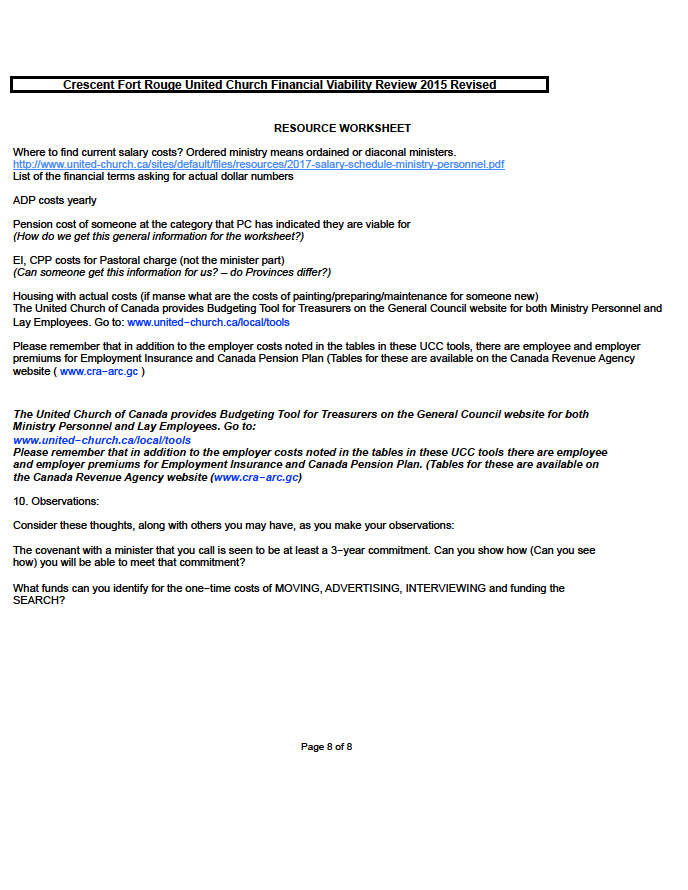 Crescent Fort Rouge United Church Financial Viability Review 2015 Revised
RESOURCE WORKSHEET
Where to find current salary costs? Ordered ministry means ordained or diaconal ministers.
http://www.united-church.ca/sites/default/files/resources/2017-salary-schedule-ministry-personnel.pdf
List of the financial terms asking for actual dollar numbers
ADP costs yearly
Pension cost of someone at the category that PC has indicated they are viable for
(How do we get this general information for the worksheet?)
EI, CPP costs for Pastoral charge (not the minister part)
(Can someone get this information for us? – do Provinces differ?)
Housing with actual costs (if manse what are the costs of painting/preparing/maintenance for someone new)
The United Church of Canada provides Budgeting Tool for Treasurers on the General Council website for both Ministry Personnel and
Lay Employees. Go to: www.united−church.ca/local/tools
Please remember that in addition to the employer costs noted in the tables in these UCC tools, there are employee and employer
premiums for Employment Insurance and Canada Pension Plan (Tables for these are available on the Canada Revenue Agency
website ( www.cra−arc.gc )
The United Church of Canada provides Budgeting Tool for Treasurers on the General Council website for both
Ministry Personnel and Lay Employees. Go to:
www.united−church.ca/local/tools
Please remember that in addition to the employer costs noted in the tables in these UCC tools there are employee
and employer premiums for Employment Insurance and Canada Pension Plan. (Tables for these are available on
the Canada Revenue Agency website (www.cra−arc.gc)
10. Observations:
Consider these thoughts, along with others you may have, as you make your observations:
The covenant with a minister that you call is seen to be at least a 3−year commitment. Can you show how (Can you see
how) you will be able to meet that commitment?
What funds can you identify for the one−time costs of MOVING, ADVERTISING, INTERVIEWING and funding the
SEARCH?
Page 8 of 8